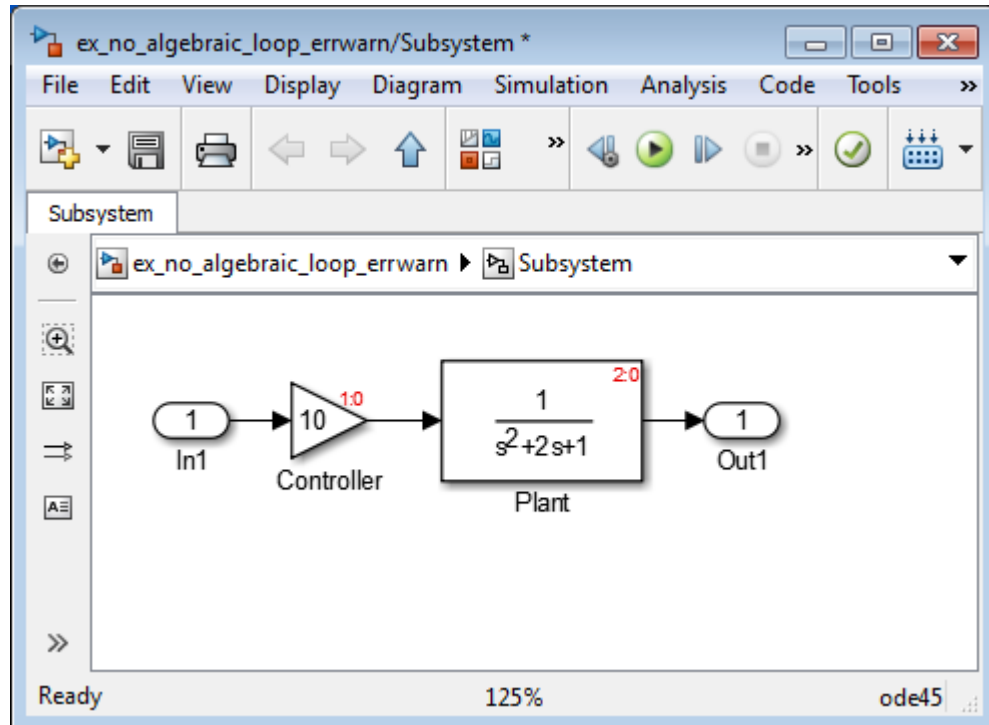 ex_no_algebraic_loop_errwarn/Subsystem *
File Edit View Display Diagram Simulation Analysis Code Tools »
»
»
Subsystem
ex_no_algebraic_loop_errwarn Subsystem
1
In1
10
1:0
Controller
2:0
1
s²+2s+1
Plant
1
Out1
»
Ready 125% ode45